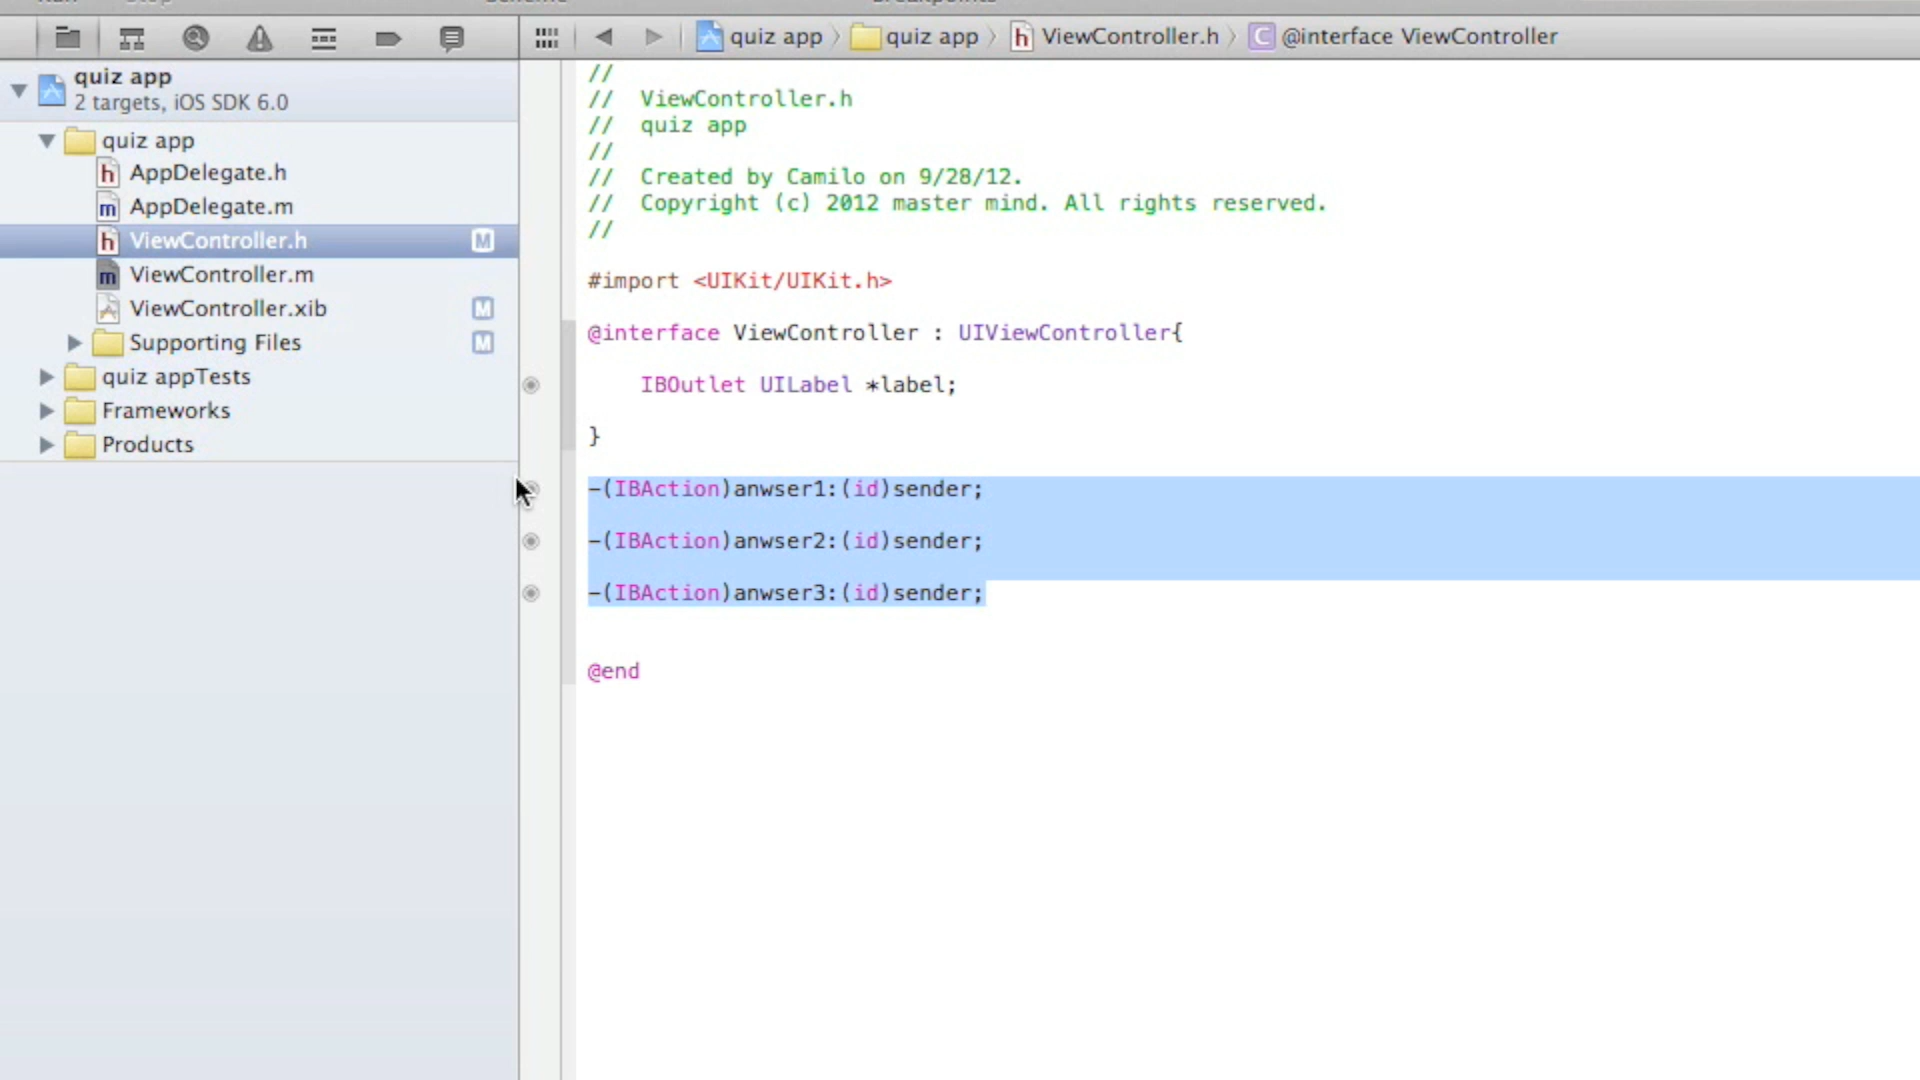 quiz app
2 targets, iOS SDK 6.0
quiz app
AppDelegate.h
AppDelegate.m
ViewController.h M
ViewController.m
ViewController.xib M
Supporting Files M
quiz appTests
Frameworks
Products
quiz app quiz app ViewController.h @interface ViewController
//
// ViewController.h
// quiz app
//
// Created by Camilo on 9/28/12.
// Copyright (c) 2012 master mind. All rights reserved.
//
#import <UIKit/UIKit.h>
@interface ViewController : UIViewController{
IBOutlet UILabel *label;
}
-(IBAction)anwser1:(id)sender;
-(IBAction)anwser2:(id)sender;
-(IBAction)anwser3:(id)sender;
@end